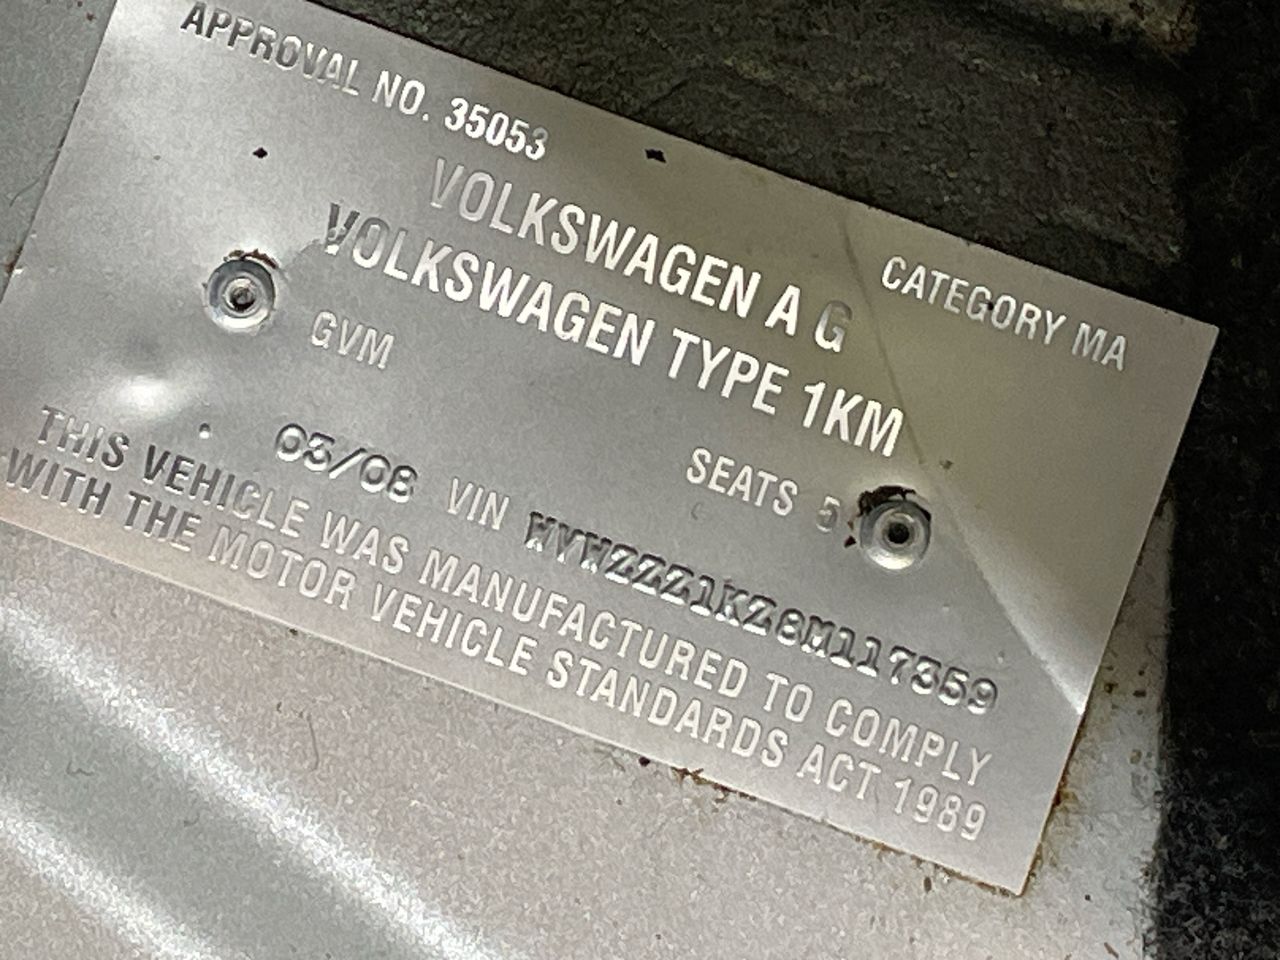 APPROVAL NO. 35053
CATEGORY MA
VOLKSWAGEN A G
VOLKSWAGEN TYPE 1KM
GVM
SEATS 5
03/08 VIN WVWZZZ1KZ8M117359
THIS VEHICLE WAS MANUFACTURED TO COMPLY
WITH THE MOTOR VEHICLE STANDARDS ACT 1989